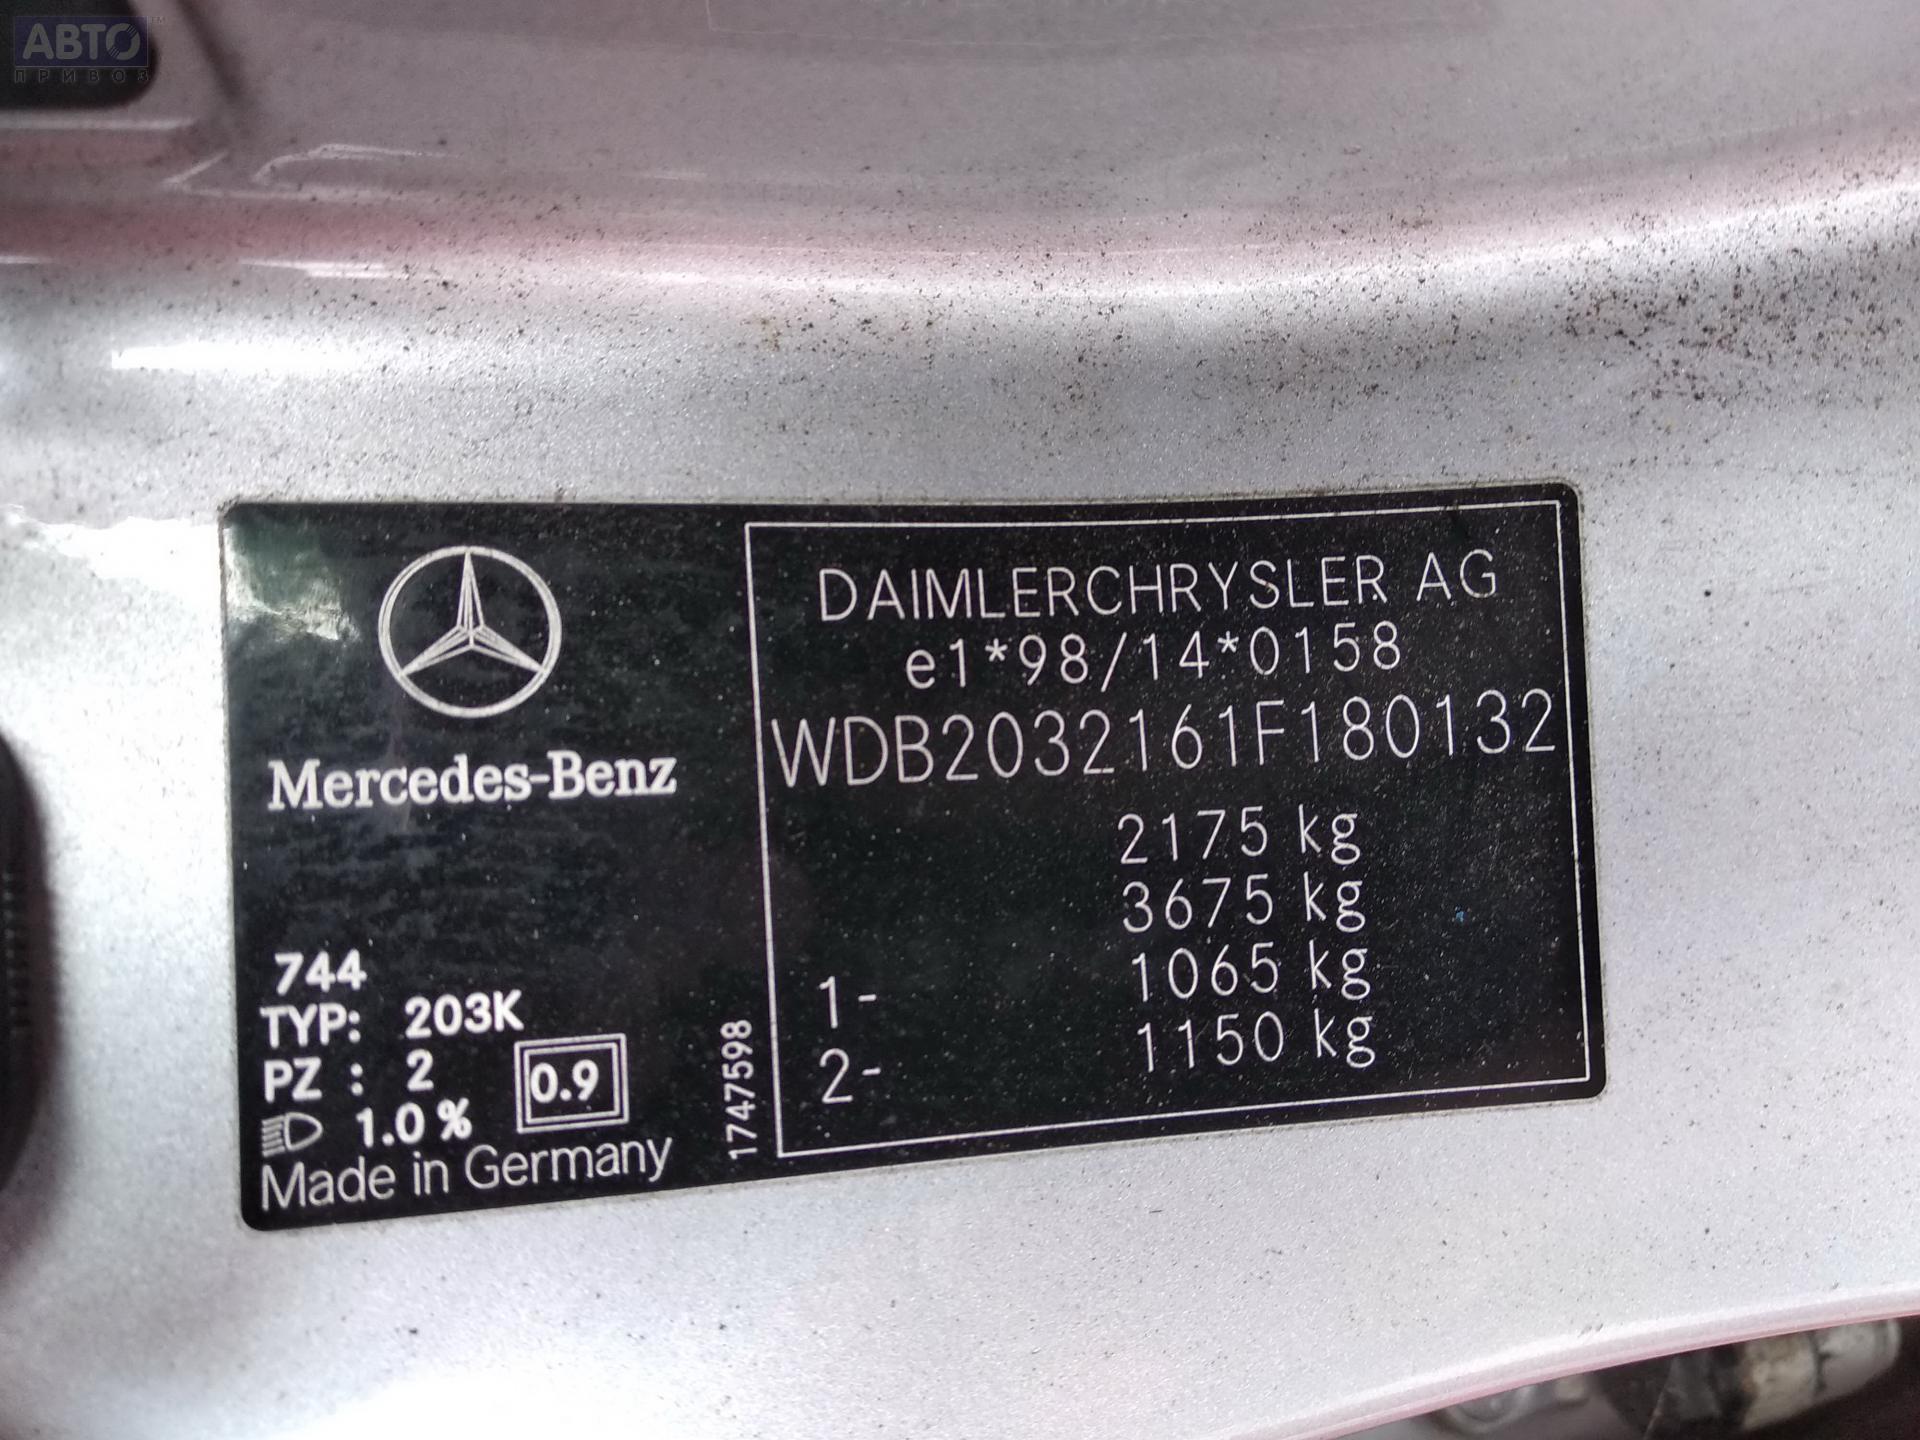 АВТО TM
ПРИВОЗ
Mercedes-Benz
744
TYP: 203K
PZ : 2
0.9
1.0 %
Made in Germany
1747598
DAIMLERCHRYSLER AG
e1*98/14*0158
WDB2032161F180132
2175 kg
3675 kg
1- 1065 kg
2- 1150 kg